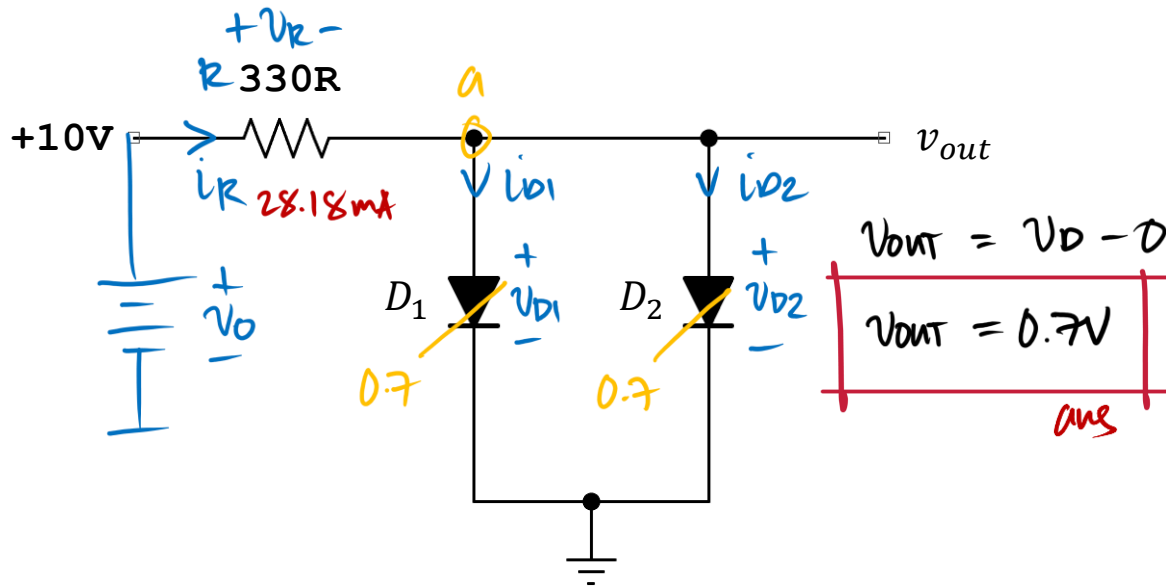 + VR -
R 330R
a
+10V
vout
iR 28.18mA
iD1
iD2
VOUT = VD - 0
+
VO
-
D1
+
VD1
-
D2
+
VD2
-
VOUT = 0.7V
0.7
0.7
ans